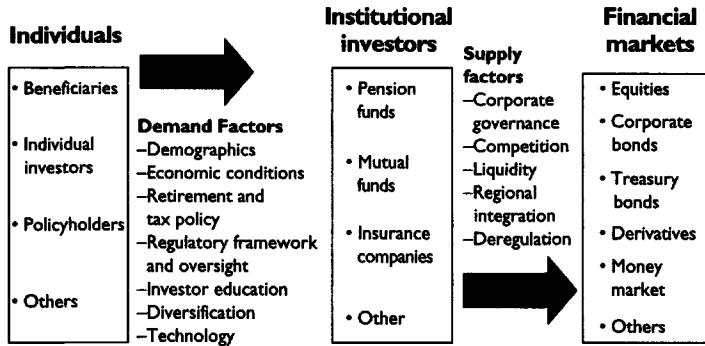 Individuals
• Beneficiaries
• Individual
investors
• Policyholders
• Others
Demand Factors
–Demographics
–Economic conditions
–Retirement and
tax policy
–Regulatory framework
and oversight
–Investor education
–Diversification
–Technology
Institutional
investors
• Pension
funds
• Mutual
funds
• Insurance
companies
• Other
Supply
factors
–Corporate
governance
–Competition
–Liquidity
–Regional
integration
–Deregulation
Financial
markets
• Equities
• Corporate
bonds
• Treasury
bonds
• Derivatives
• Money
market
• Others